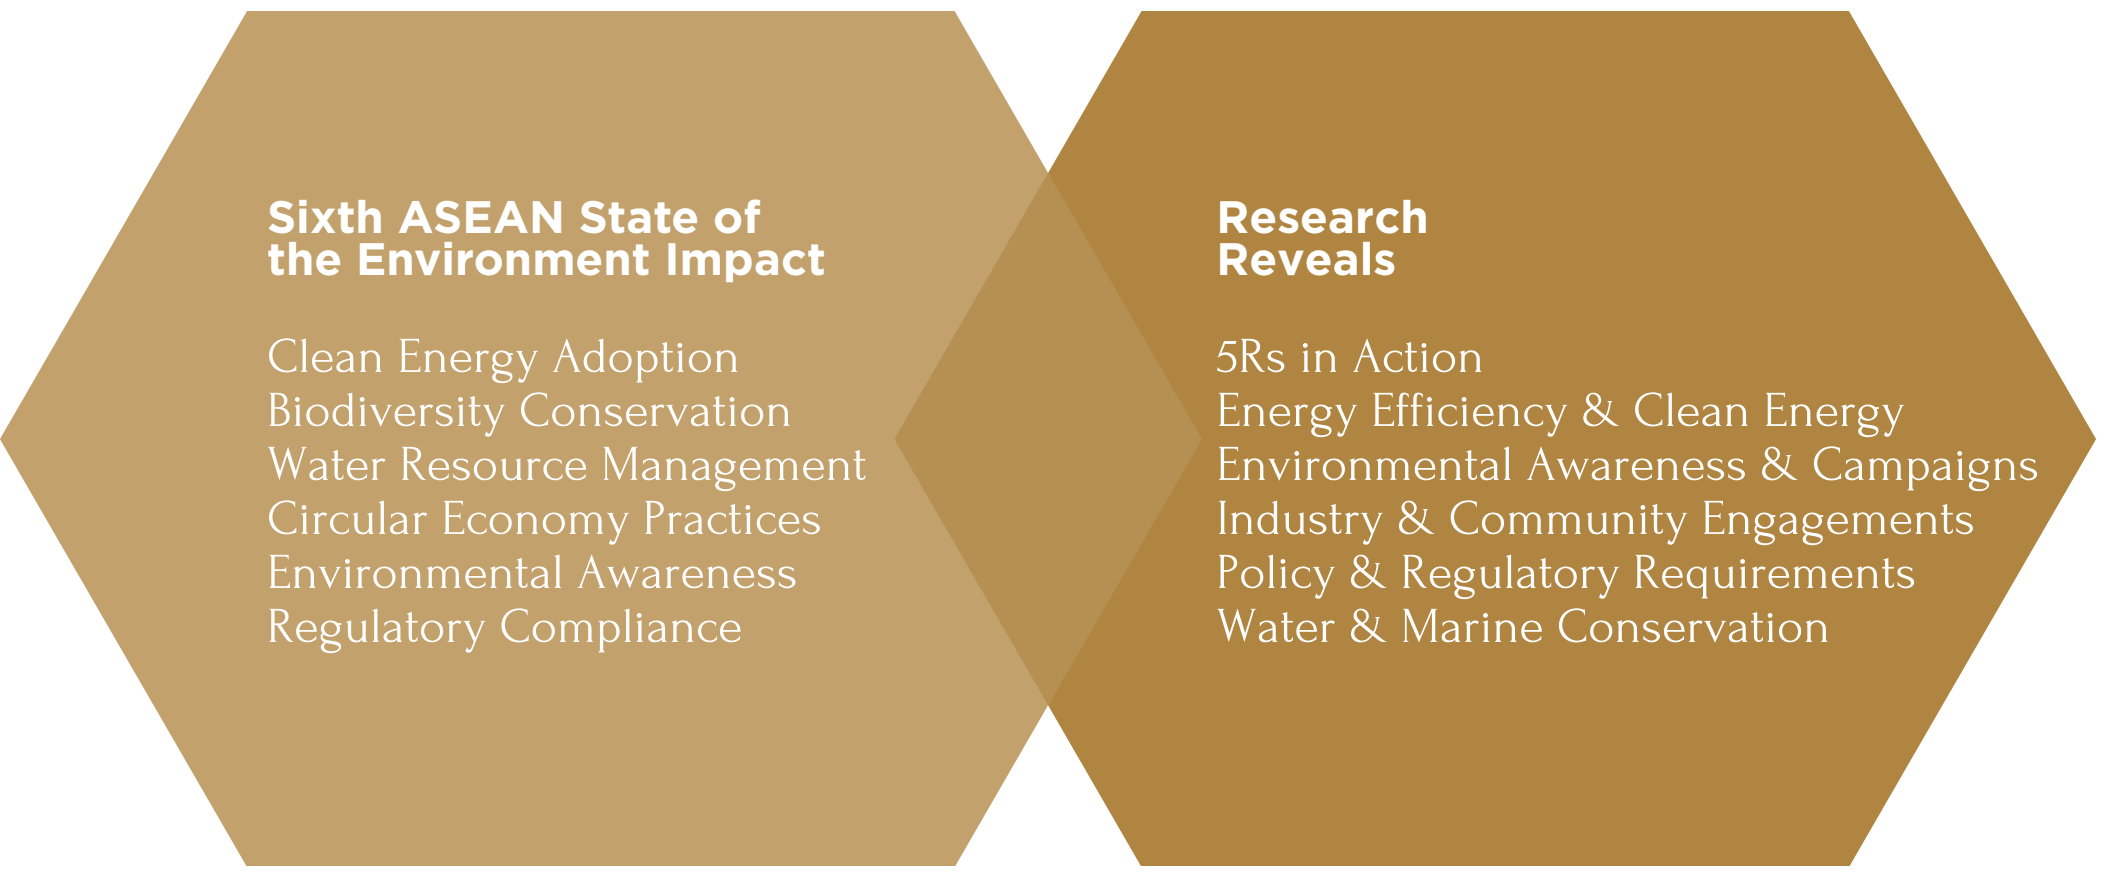 Sixth ASEAN State of
the Environment Impact
Clean Energy Adoption
Biodiversity Conservation
Water Resource Management
Circular Economy Practices
Environmental Awareness
Regulatory Compliance
Research
Reveals
5Rs in Action
Energy Efficiency & Clean Energy
Environmental Awareness & Campaigns
Industry & Community Engagements
Policy & Regulatory Requirements
Water & Marine Conservation